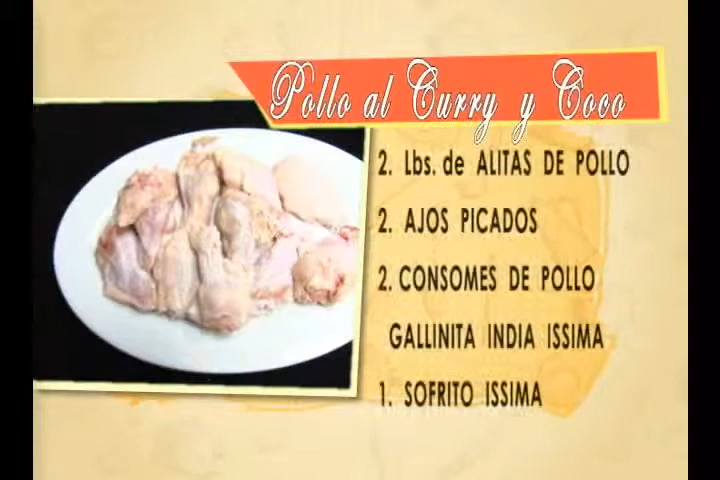 Pollo al Curry y Coco
2. Lbs. de ALITAS DE POLLO
2. AJOS PICADOS
2. CONSOMES DE POLLO
GALLINITA INDIA ISSIMA
1. SOFRITO ISSIMA